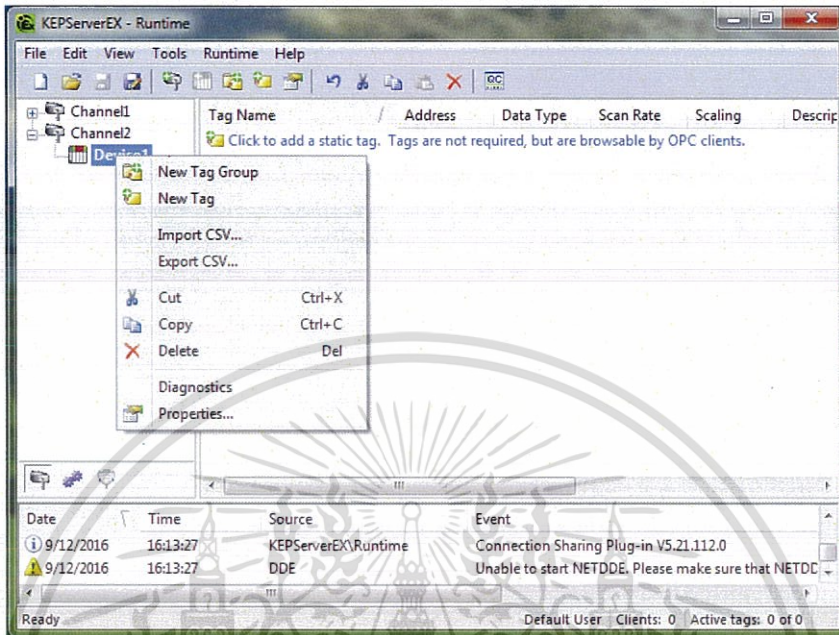 KEPServerEX - Runtime
File Edit View Tools Runtime Help
Channel1
Channel2
Device1
Tag Name / Address Data Type Scan Rate Scaling Descrip
Click to add a static tag. Tags are not required, but are browsable by OPC clients.
New Tag Group
New Tag
Import CSV...
Export CSV...
Cut Ctrl+X
Copy Ctrl+C
Delete Del
Diagnostics
Properties...
Date Time Source Event
9/12/2016 16:13:27 KEPServerEX\Runtime Connection Sharing Plug-in V5.21.112.0
9/12/2016 16:13:27 DDE Unable to start NETDDE. Please make sure that NETDD
Ready Default User Clients: 0 Active tags: 0 of 0